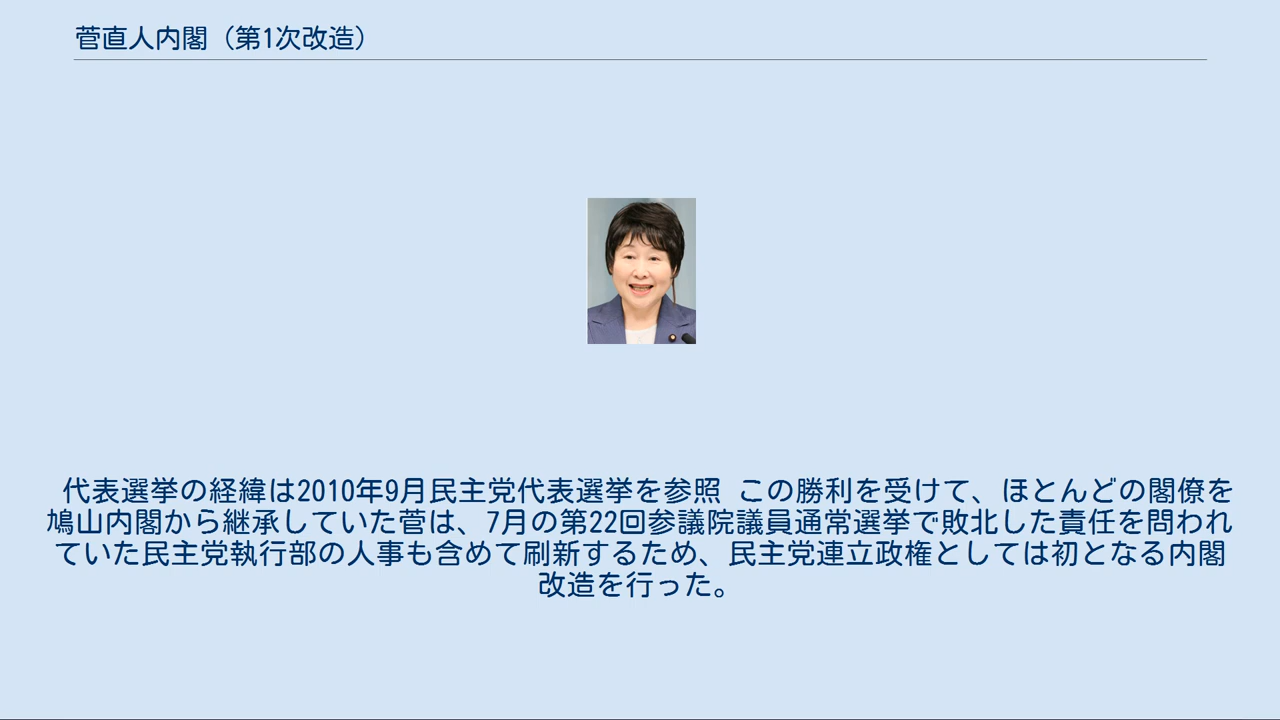 菅直人内閣（第1次改造）
代表選挙の経緯は2010年9月民主党代表選挙を参照 この勝利を受けて、ほとんどの閣僚を
鳩山内閣から継承していた菅は、7月の第22回参議院議員通常選挙で敗北した責任を問われ
ていた民主党執行部の人事も含めて刷新するため、民主党連立政権としては初となる内閣
改造を行った。